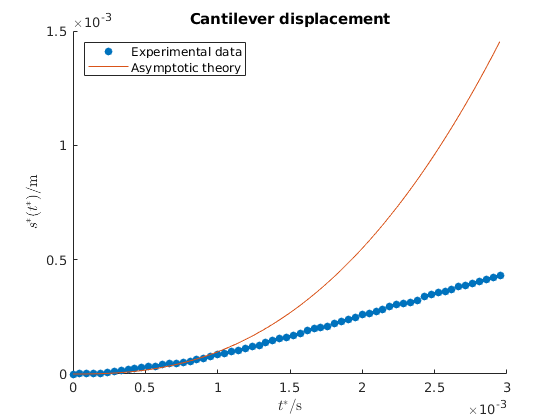 Cantilever displacement
×10⁻³
1.5
1
0.5
0
s*(t*)/m
Experimental data
Asymptotic theory
0 0.5 1 1.5 2 2.5 3
t*/s
×10⁻³